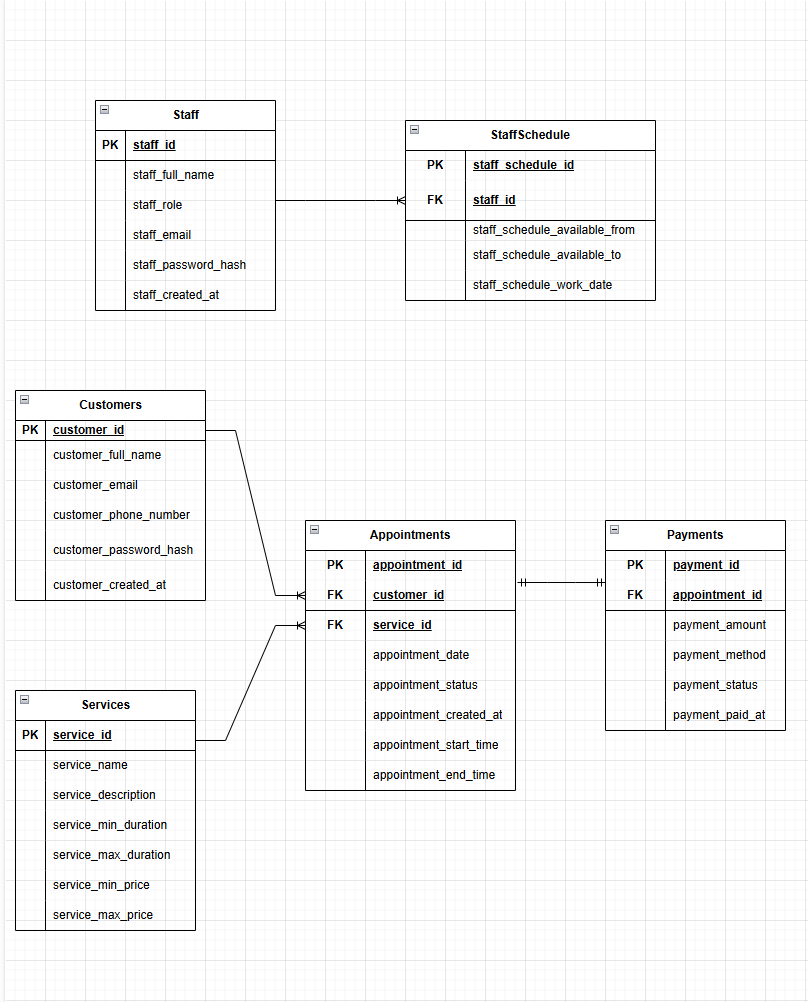 Staff
PK staff_id
staff_full_name
staff_role
staff_email
staff_password_hash
staff_created_at
StaffSchedule
PK staff_schedule_id
FK staff_id
staff_schedule_available_from
staff_schedule_available_to
staff_schedule_work_date
Customers
PK customer_id
customer_full_name
customer_email
customer_phone_number
customer_password_hash
customer_created_at
Appointments
PK appointment_id
FK customer_id
FK service_id
appointment_date
appointment_status
appointment_created_at
appointment_start_time
appointment_end_time
Payments
PK payment_id
FK appointment_id
payment_amount
payment_method
payment_status
payment_paid_at
Services
PK service_id
service_name
service_description
service_min_duration
service_max_duration
service_min_price
service_max_price